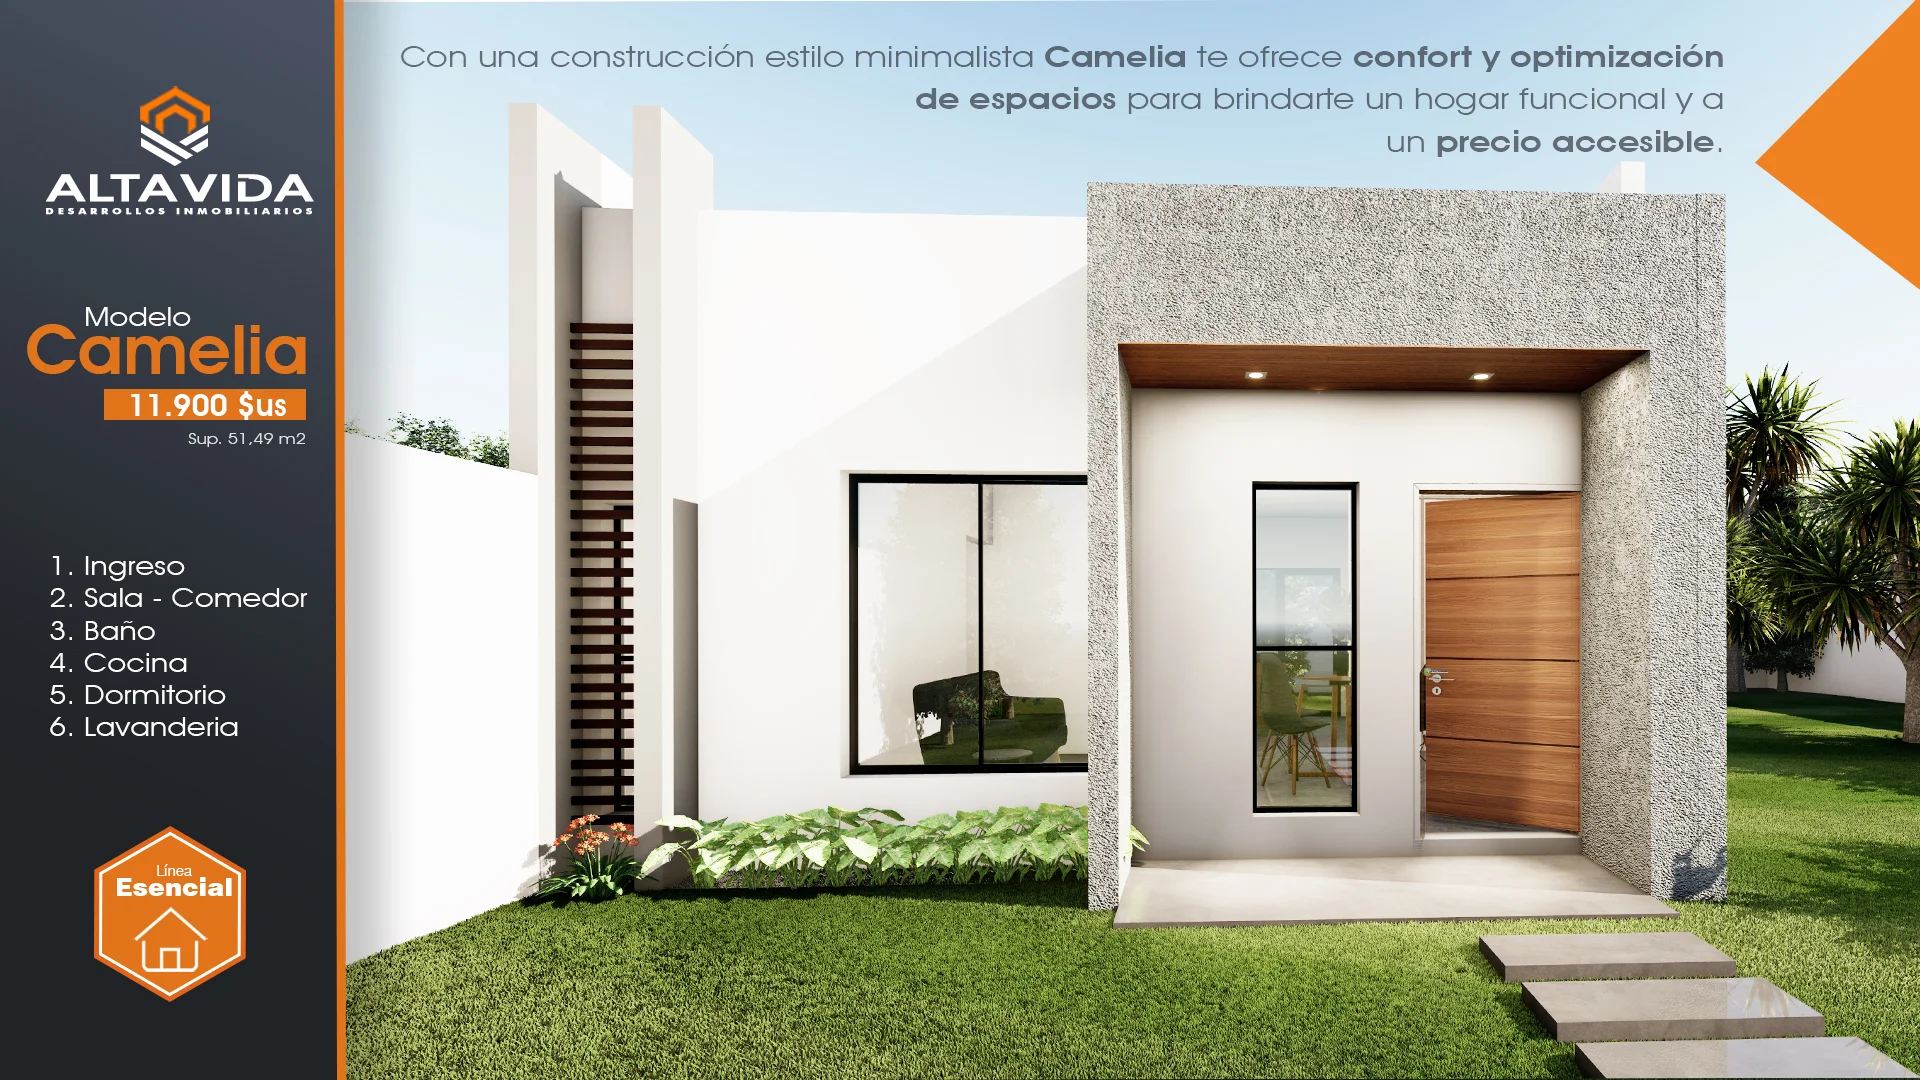 ALTAVIDA
DESARROLLOS INMOBILIARIOS
Modelo
Camelia
11.900 $us
Sup. 51,49 m2
1. Ingreso
2. Sala - Comedor
3. Baño
4. Cocina
5. Dormitorio
6. Lavanderia
Línea
Esencial
Con una construcción estilo minimalista Camelia te ofrece confort y optimización
de espacios para brindarte un hogar funcional y a
un precio accesible.